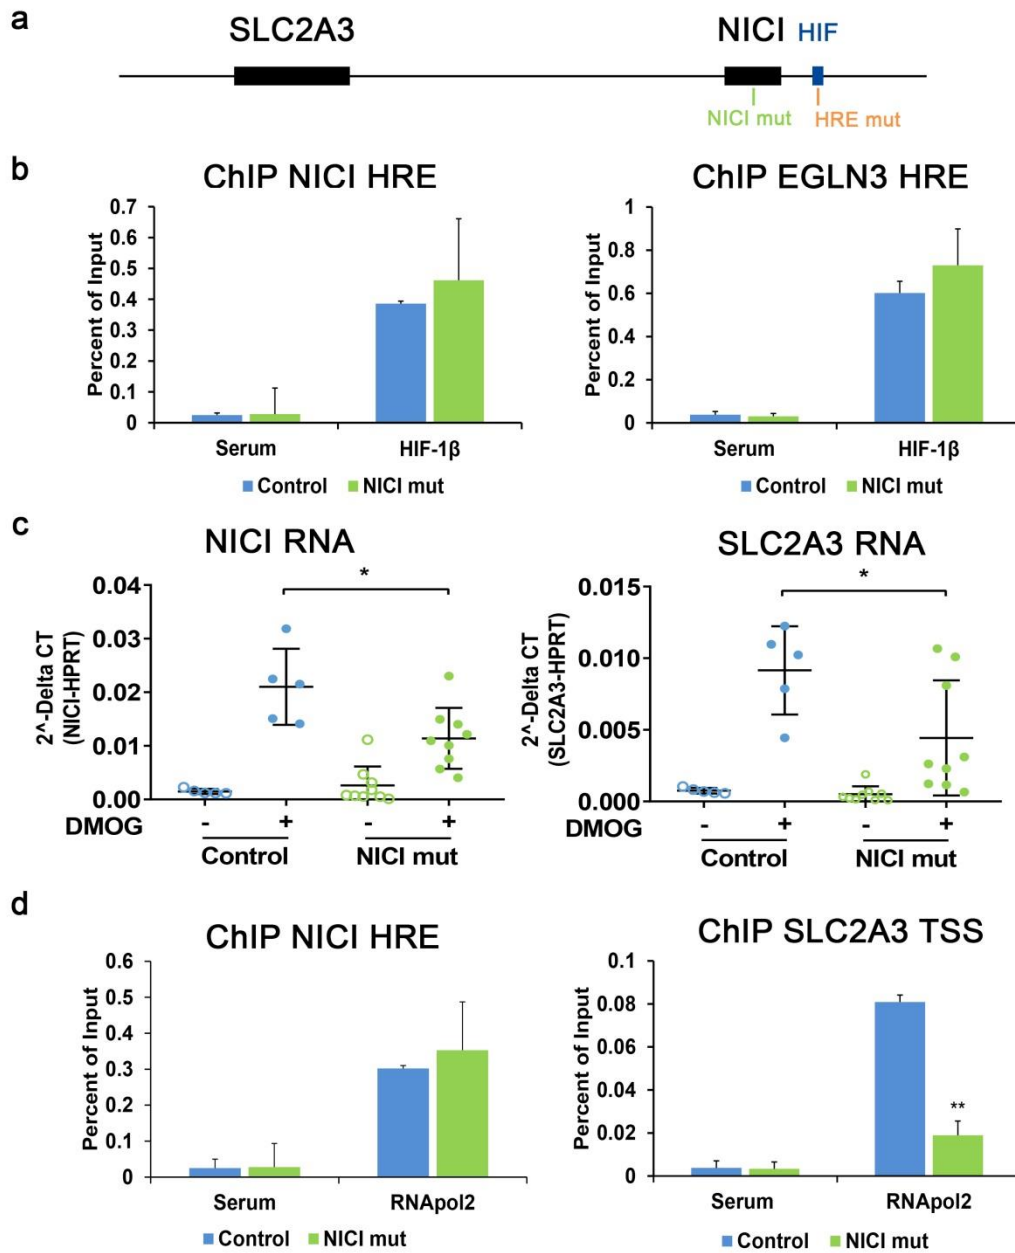 a
SLC2A3
NICI HIF
NICI mut
HRE mut
b
ChIP NICI HRE
Percent of Input
0.7
0.6
0.5
0.4
0.3
0.2
0.1
0
Serum
HIF-1β
Control
NICI mut
ChIP EGLN3 HRE
Percent of Input
1
0.8
0.6
0.4
0.2
0
Serum
HIF-1β
Control
NICI mut
c
NICI RNA
2^-Delta CT
(NICI-HPRT)
0.04
0.03
0.02
0.01
0.00
*
DMOG - + - +
Control
NICI mut
SLC2A3 RNA
2^-Delta CT
(SLC2A3-HPRT)
0.015
0.010
0.005
0.000
*
DMOG - + - +
Control
NICI mut
d
ChIP NICI HRE
Percent of Input
0.6
0.5
0.4
0.3
0.2
0.1
0
Serum
RNApol2
Control
NICI mut
ChIP SLC2A3 TSS
Percent of Input
0.1
0.08
0.06
0.04
0.02
0
**
Serum
RNApol2
Control
NICI mut